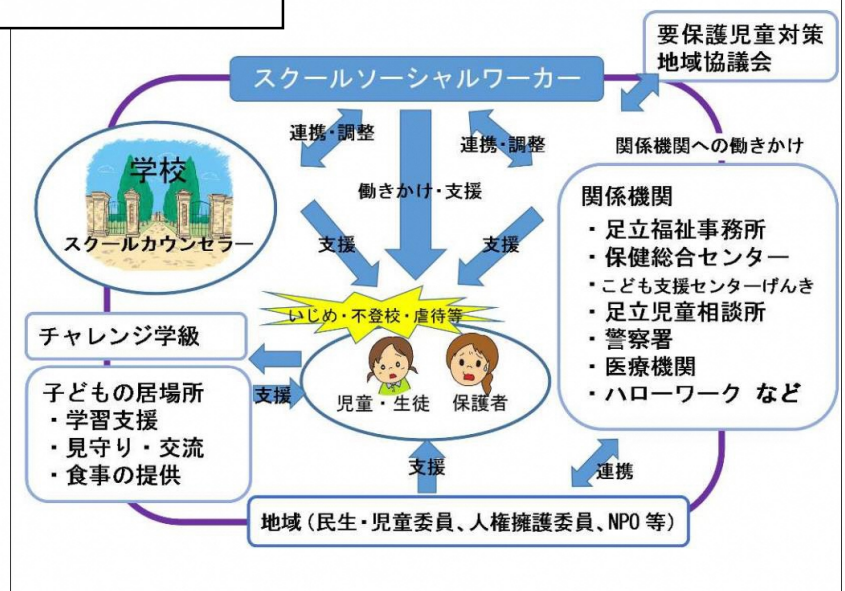 要保護児童対策
地域協議会
スクールソーシャルワーカー
連携・調整
連携・調整
関係機関への働きかけ
学校
スクールカウンセラー
働きかけ・支援
支援
支援
関係機関
・足立福祉事務所
・保健総合センター
・こども支援センターげんき
・足立児童相談所
・警察署
・医療機関
・ハローワーク など
いじめ・不登校・虐待等
チャレンジ学級
児童・生徒 保護者
子どもの居場所
・学習支援
・見守り・交流
・食事の提供
支援
支援
連携
地域(民生・児童委員、人権擁護委員、NPO 等)